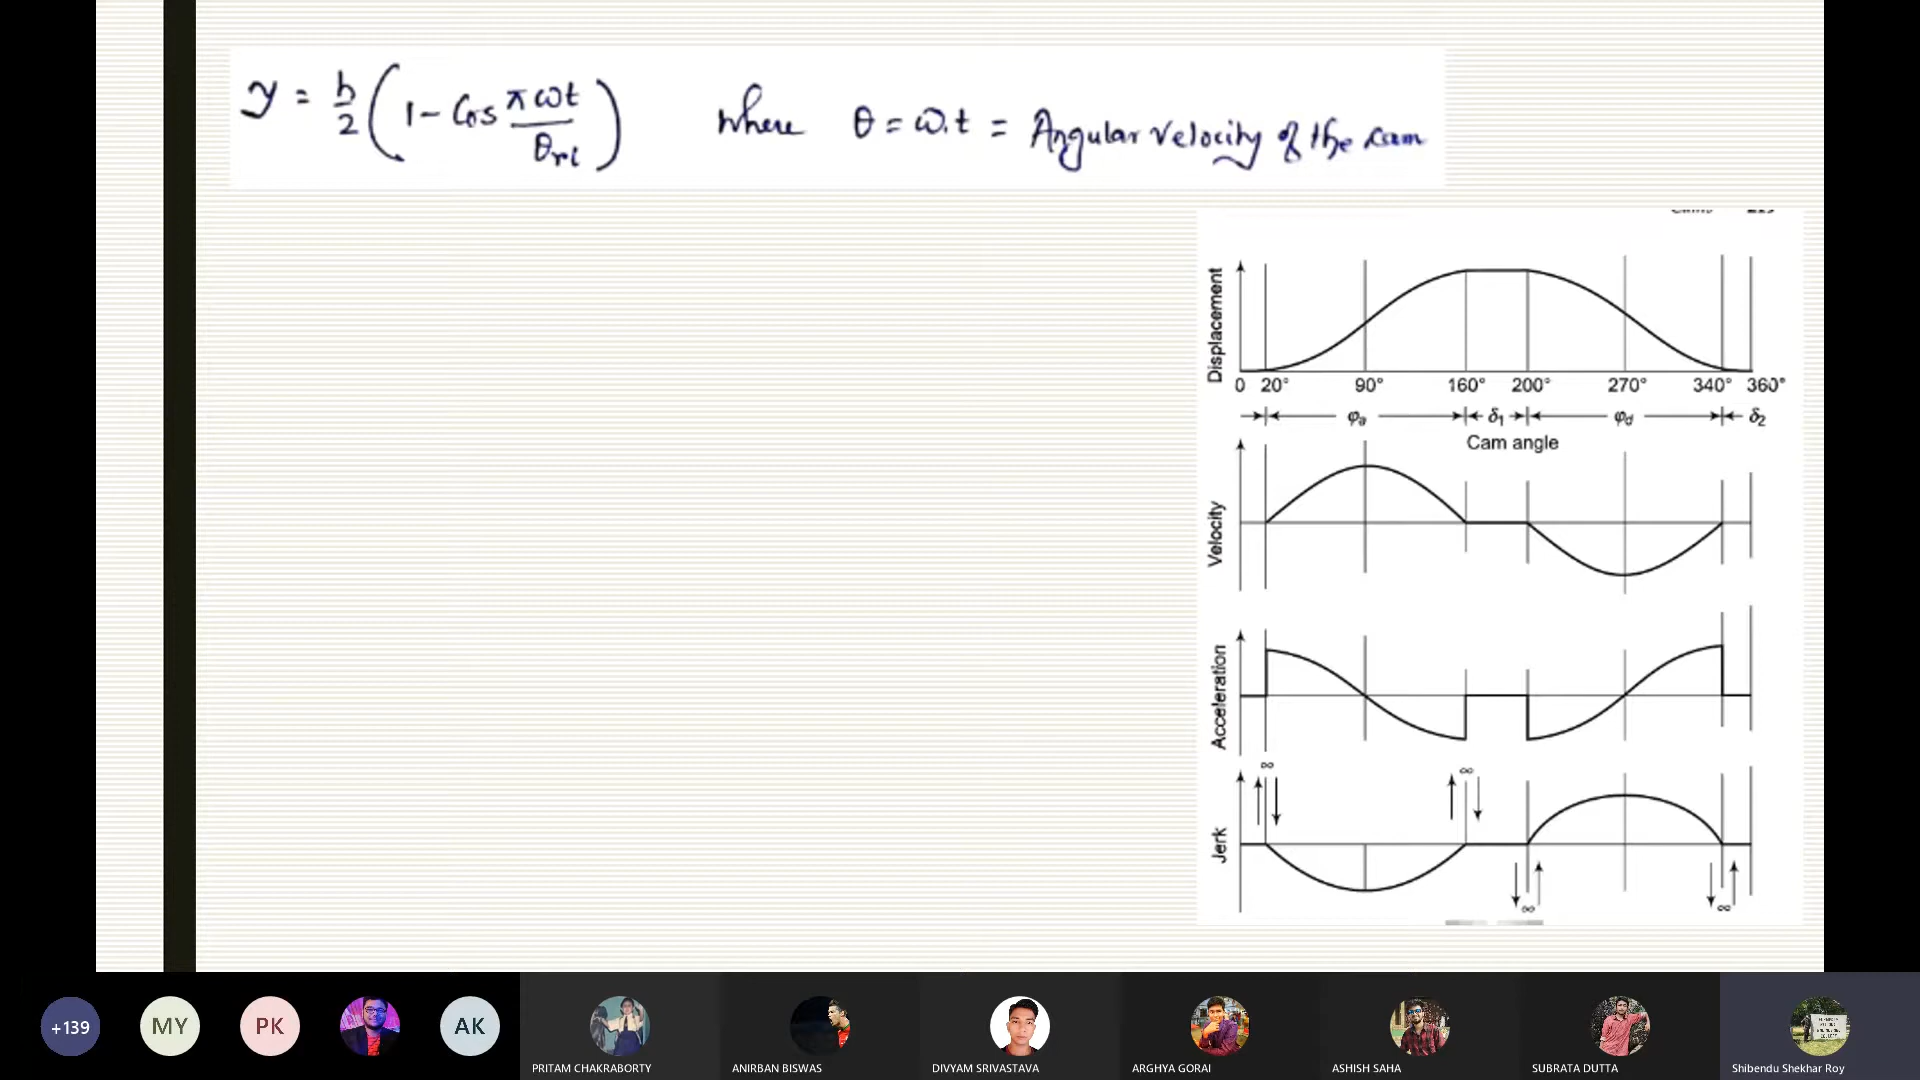 y = h/2 (1 - Cos πωt/θri) where θ = ω.t = Angular velocity of the cam
Displacement
0 20° 90° 160° 200° 270° 340° 360°
φa δ1 φd δ2
Cam angle
Velocity
Acceleration
∞ ∞
Jerk
∞ ∞
+139 MY PK AK
PRITAM CHAKRABORTY ANIRBAN BISWAS DIVYAM SRIVASTAVA ARGHYA GORAI ASHISH SAHA SUBRATA DUTTA Shibendu Shekhar Roy